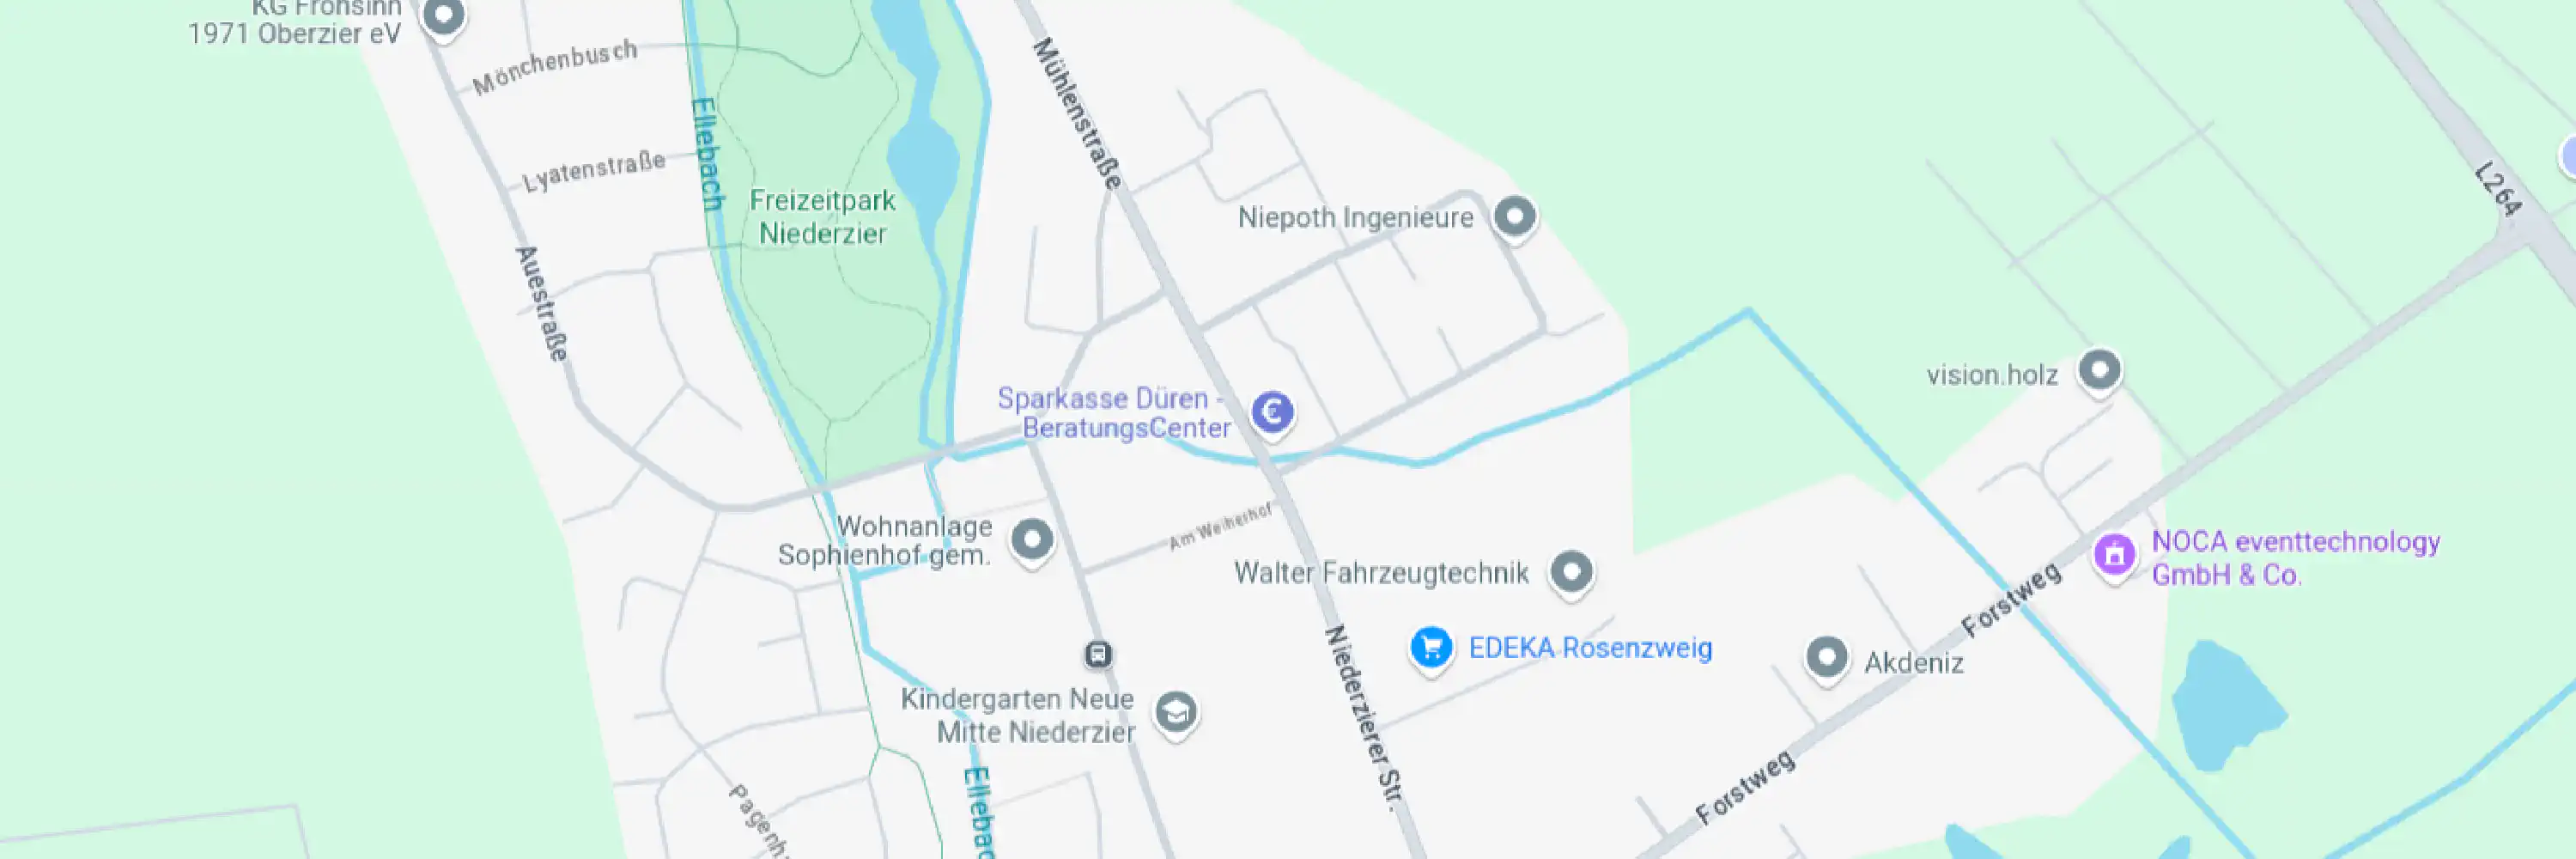 KG Frohsinn
1971 Oberzier eV
Mönchenbusch
Mühlenstraße
Ellebach
Lyatenstraße
L264
Freizeitpark
Niederzier
Niepoth Ingenieure
Auestraße
vision.holz
Sparkasse Düren -
BeratungsCenter
Am Weiherhof
Wohnanlage
Sophienhof gem.
NOCA eventtechnology
GmbH & Co.
Walter Fahrzeugtechnik
Forstweg
EDEKA Rosenzweig
Akdeniz
Niederzierer Str.
Kindergarten Neue
Mitte Niederzier
Forstweg